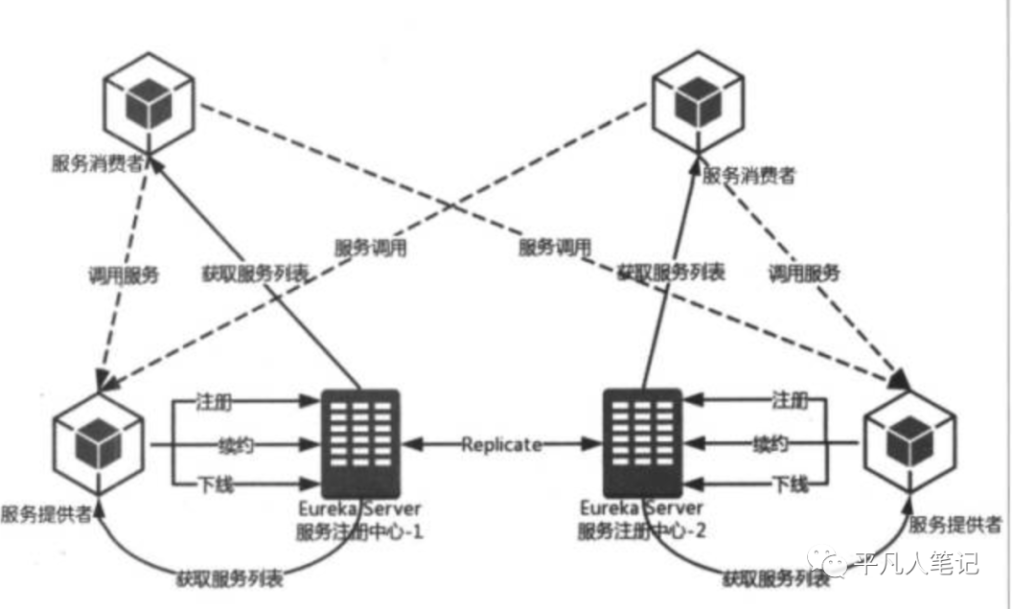 服务消费者
服务消费者
服务调用
服务调用
调用服务
获取服务列表
获取服务列表
调用服务
注册
注册
续约
Replicate
续约
下线
下线
服务提供者
Eureka Server
服务注册中心-1
Eureka Server
服务注册中心-2
服务提供者
获取服务列表
获取服务列表
平凡人笔记